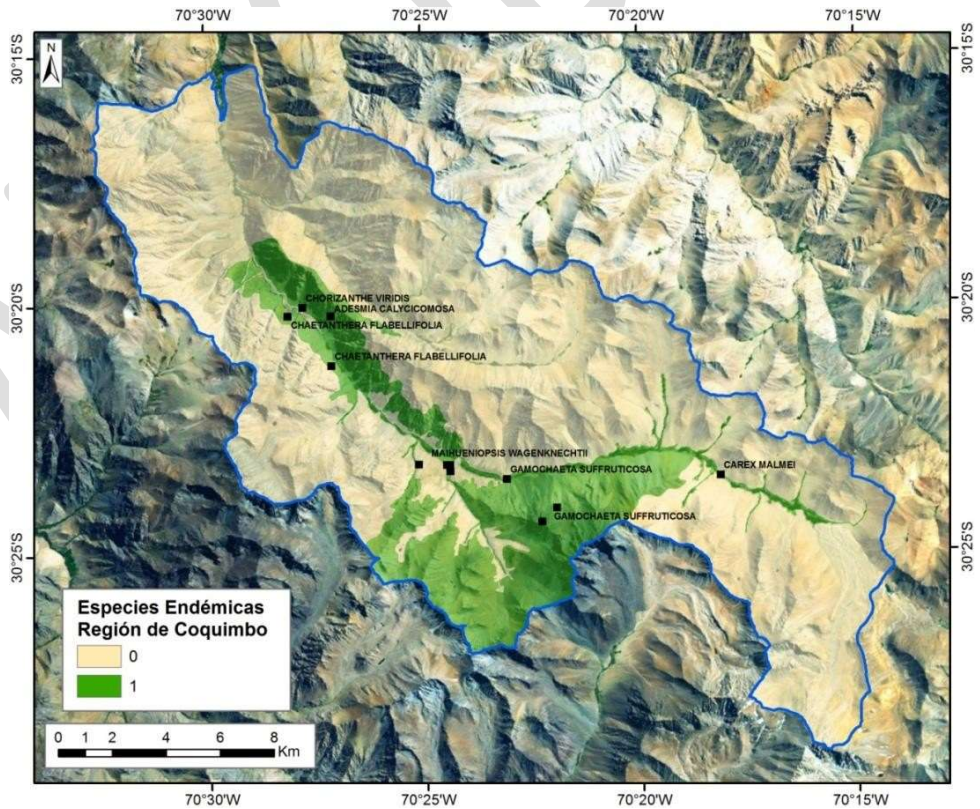 70°30'W 70°25'W 70°20'W 70°15'W
30°15'S 30°15'S
N
30°20'S 30°20'S
CHORIZANTHE VIRIDIS
ADESMIA CALYCICOMOSA
CHAETANTHERA FLABELLIFOLIA
CHAETANTHERA FLABELLIFOLIA
MAIHUENIOPSIS WAGENKNECHTII
GAMOCHAETA SUFFRUTICOSA
CAREX MALMEI
GAMOCHAETA SUFFRUTICOSA
30°25'S 30°25'S
Especies Endémicas
Región de Coquimbo
0
1
0 1 2 4 6 8
Km
70°30'W 70°25'W 70°20'W 70°15'W